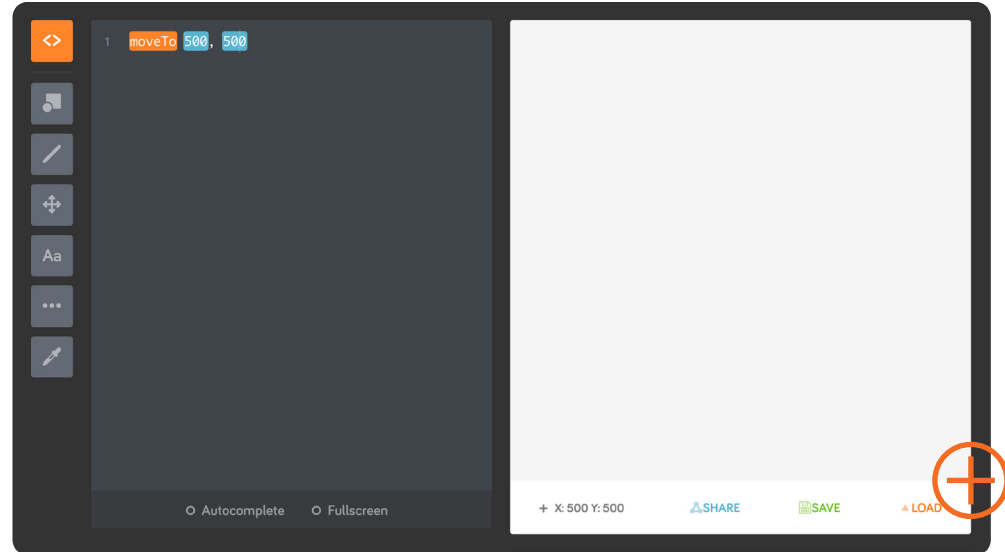 <>
1 moveTo 500, 500
Aa
Autocomplete Fullscreen
+ X: 500 Y: 500 SHARE SAVE LOAD